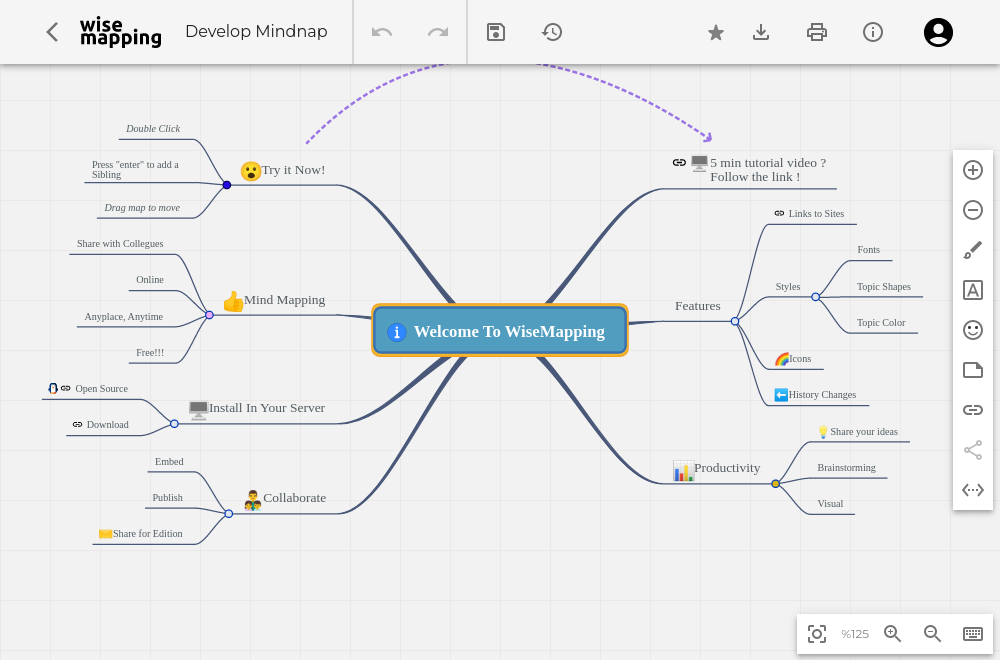 wise
mapping
Develop Mindnap
Double Click
Press "enter" to add a
Sibling
Drag map to move
Try it Now!
Share with Collegues
Online
Anyplace, Anytime
Free!!!
Mind Mapping
Open Source
Download
Install In Your Server
Embed
Publish
Share for Edition
Collaborate
Welcome To WiseMapping
5 min tutorial video ?
Follow the link !
Features
Links to Sites
Styles
Fonts
Topic Shapes
Topic Color
Icons
History Changes
Productivity
Share your ideas
Brainstorming
Visual
A
%125